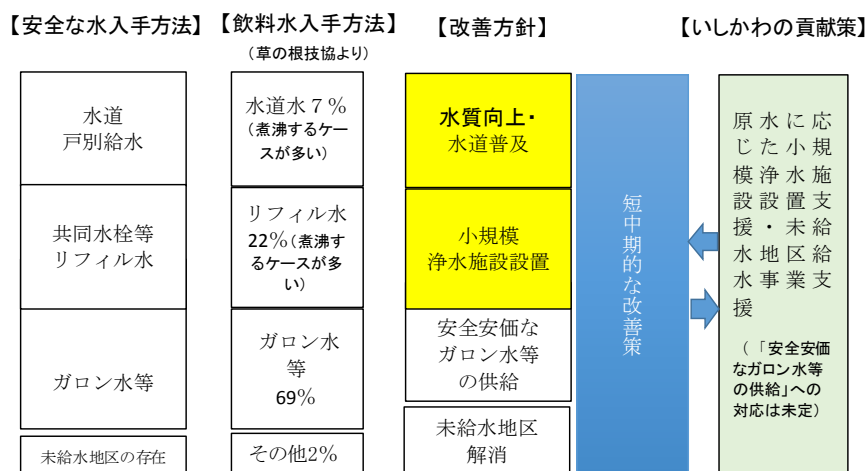 【安全な水入手方法】
水道
戸別給水
共同水栓等
リフィル水
ガロン水等
未給水地区の存在
【飲料水入手方法】
(草の根技協より)
水道水７％
(煮沸するケー
スが多い)
リフィル水
22%(煮沸す
るケースが多
い)
ガロン水
等
69%
その他2%
【改善方針】
水質向上・
水道普及
小規模
浄水施設設置
安全安価な
ガロン水等
の供給
未給水地区
解消
短中期的な改善策
【いしかわの貢献策】
原水に応
じた小規
模浄水施
設設置支
援・未給
水地区給
水事業支
援
(「安全安価
なガロン水等
の供給」への
対応は未定)